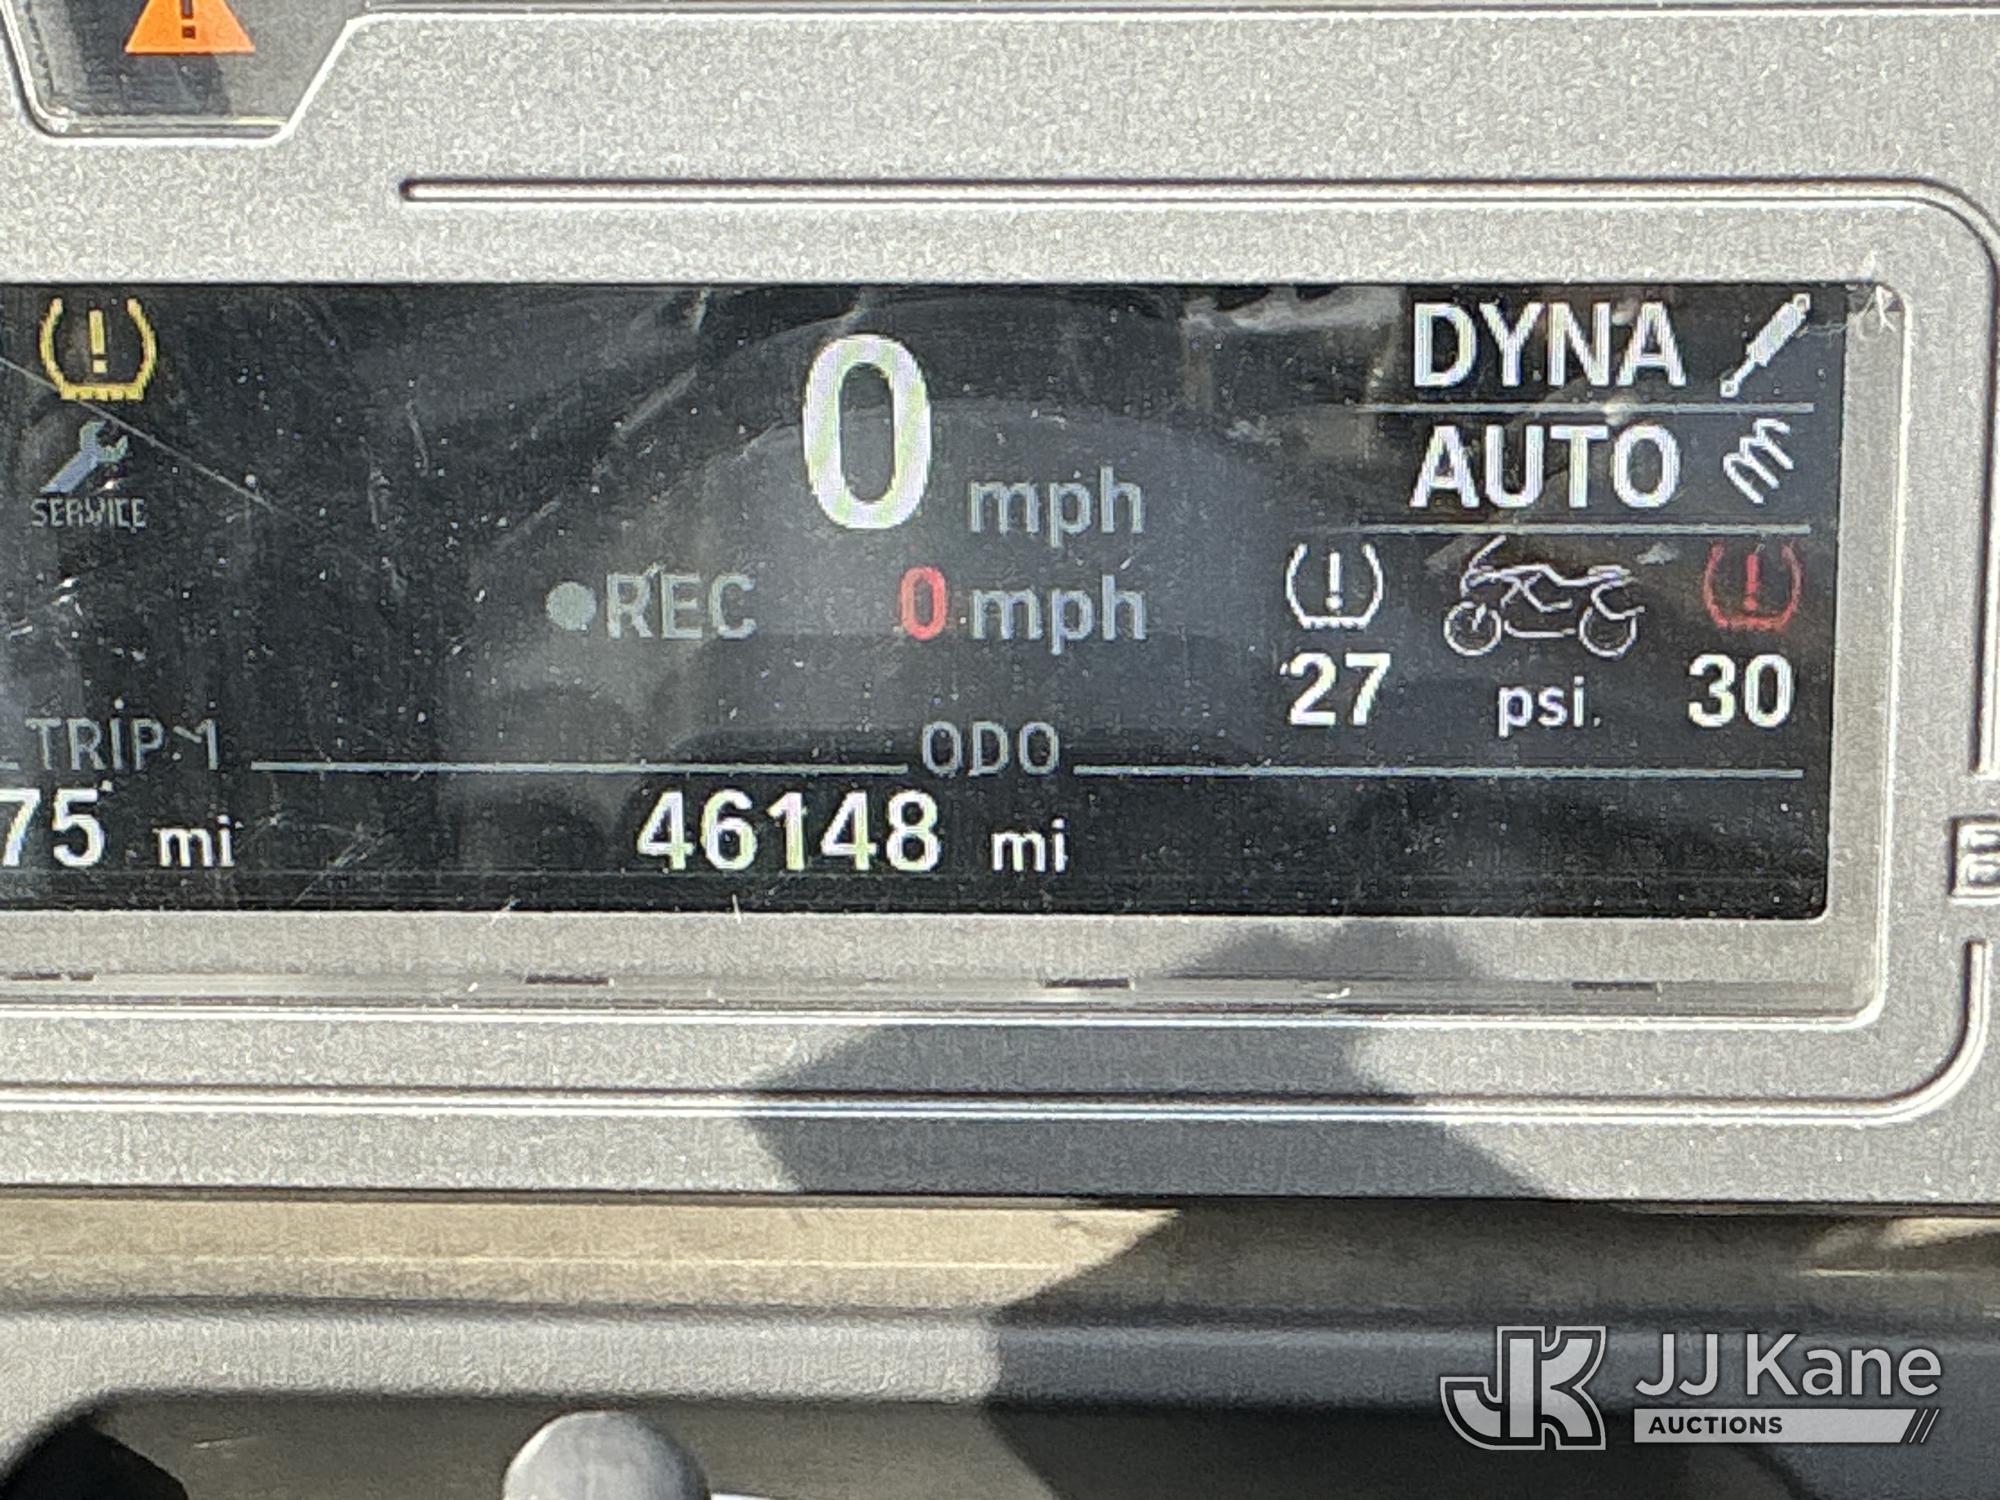 DYNA
AUTO
SERVICE
0 mph
REC 0 mph
27 psi 30
TRIP 1 ODO
75 mi 46148 mi
JK JJ Kane
AUCTIONS